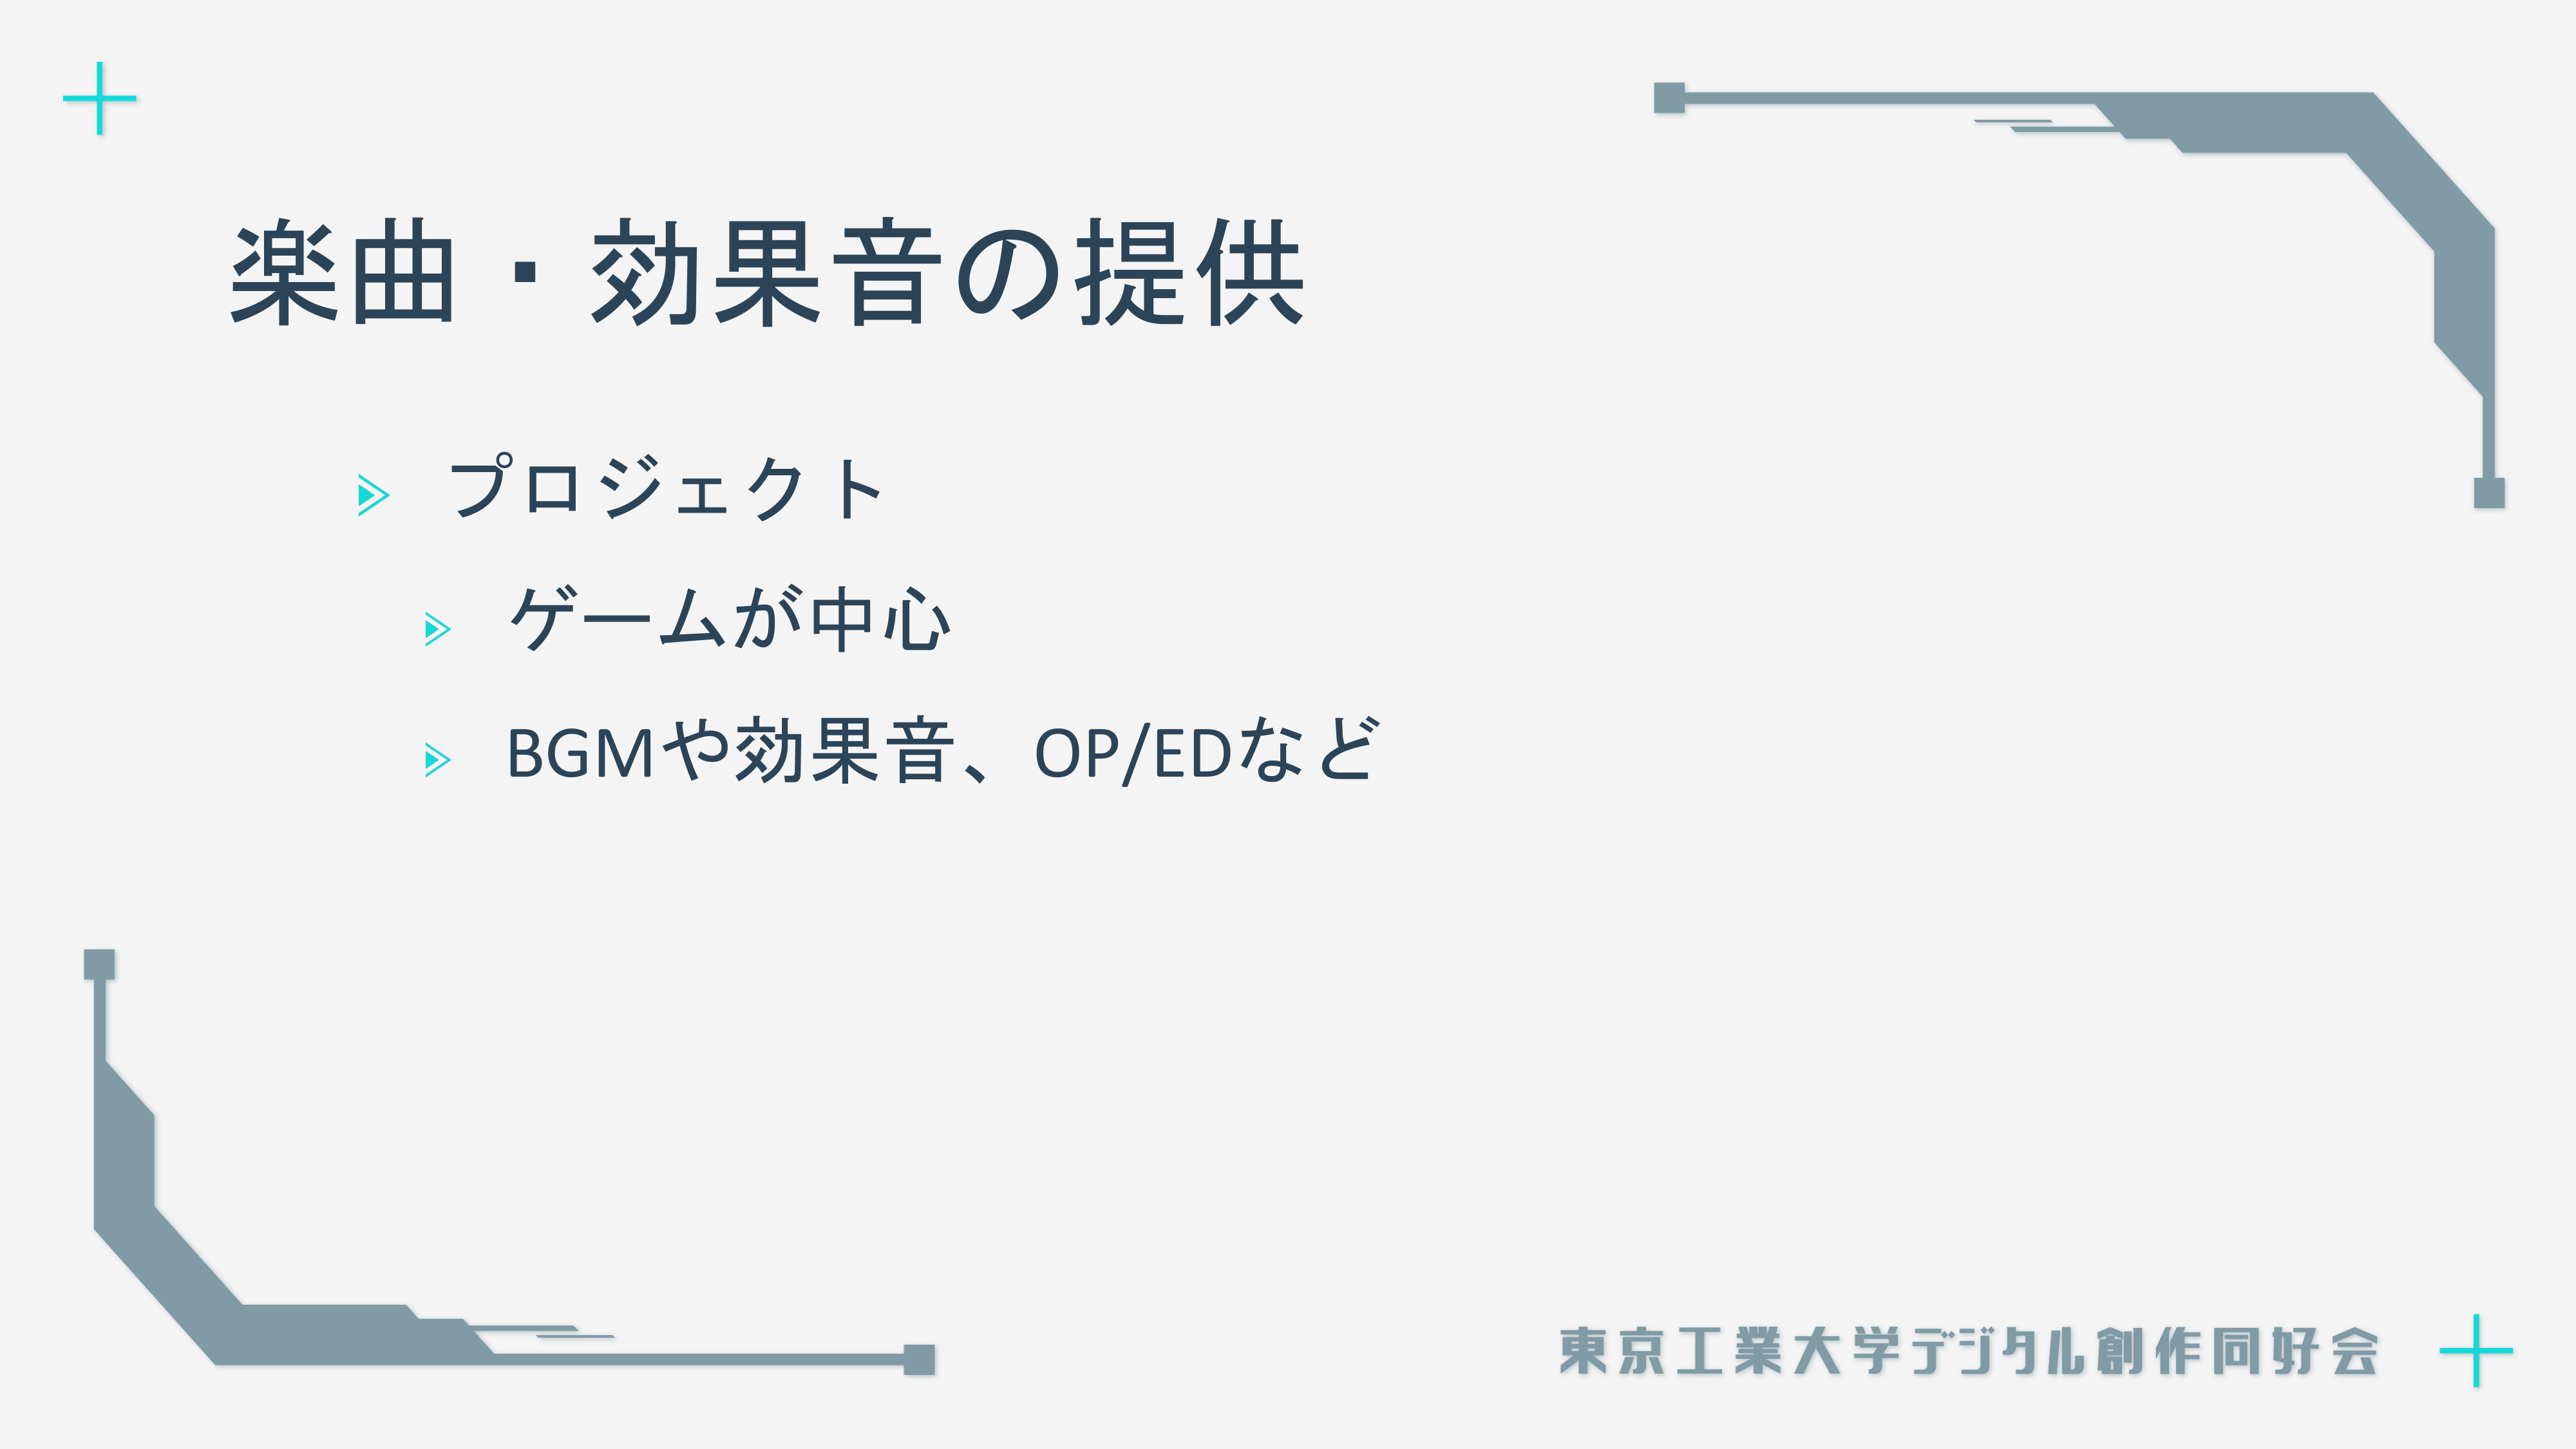 楽曲・効果音の提供
プロジェクト
ゲームが中心
BGMや効果音、OP/EDなど
東京工業大学デジタル創作同好会